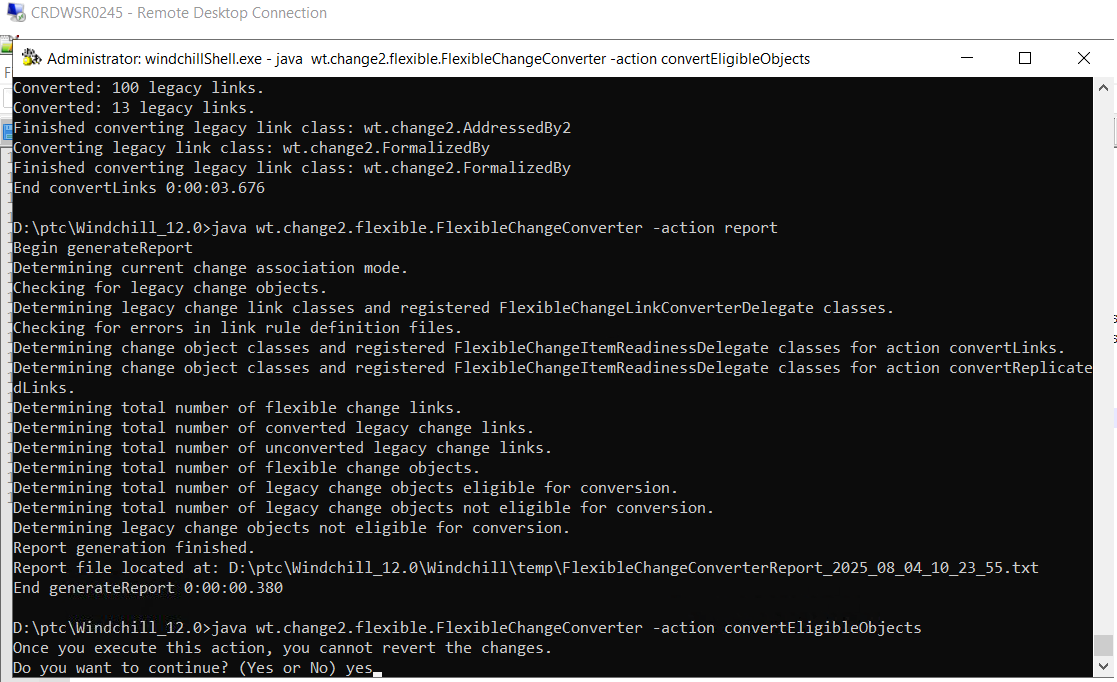 CRDWSR0245 - Remote Desktop Connection
Administrator: windchillShell.exe - java  wt.change2.flexible.FlexibleChangeConverter -action convertEligibleObjects
Converted: 100 legacy links.
Converted: 13 legacy links.
Finished converting legacy link class: wt.change2.AddressedBy2
Converting legacy link class: wt.change2.FormalizedBy
Finished converting legacy link class: wt.change2.FormalizedBy
End convertLinks 0:00:03.676
D:\ptc\Windchill_12.0>java wt.change2.flexible.FlexibleChangeConverter -action report
Begin generateReport
Determining current change association mode.
Checking for legacy change objects.
Determining legacy change link classes and registered FlexibleChangeLinkConverterDelegate classes.
Checking for errors in link rule definition files.
Determining change object classes and registered FlexibleChangeItemReadinessDelegate classes for action convertLinks.
Determining change object classes and registered FlexibleChangeItemReadinessDelegate classes for action convertReplicate
dLinks.
Determining total number of flexible change links.
Determining total number of converted legacy change links.
Determining total number of unconverted legacy change links.
Determining total number of flexible change objects.
Determining total number of legacy change objects eligible for conversion.
Determining total number of legacy change objects not eligible for conversion.
Determining legacy change objects not eligible for conversion.
Report generation finished.
Report file located at: D:\ptc\Windchill_12.0\Windchill\temp\FlexibleChangeConverterReport_2025_08_04_10_23_55.txt
End generateReport 0:00:00.380
D:\ptc\Windchill_12.0>java wt.change2.flexible.FlexibleChangeConverter -action convertEligibleObjects
Once you execute this action, you cannot revert the changes.
Do you want to continue? (Yes or No) yes